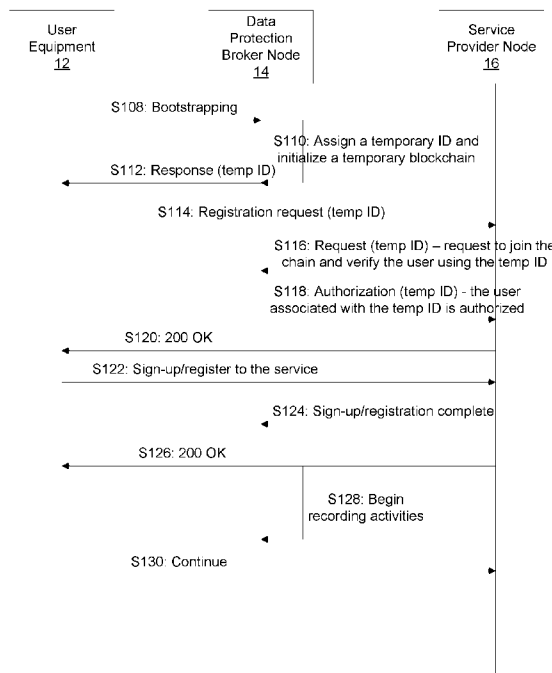 User
Equipment
12
Data
Protection
Broker Node
14
Service
Provider Node
16
S108: Bootstrapping
S110: Assign a temporary ID and
initialize a temporary blockchain
S112: Response (temp ID)
S114: Registration request (temp ID)
S116: Request (temp ID) – request to join the
chain and verify the user using the temp ID
S118: Authorization (temp ID) - the user
associated with the temp ID is authorized
S120: 200 OK
S122: Sign-up/register to the service
S124: Sign-up/registration complete
S126: 200 OK
S128: Begin
recording activities
S130: Continue